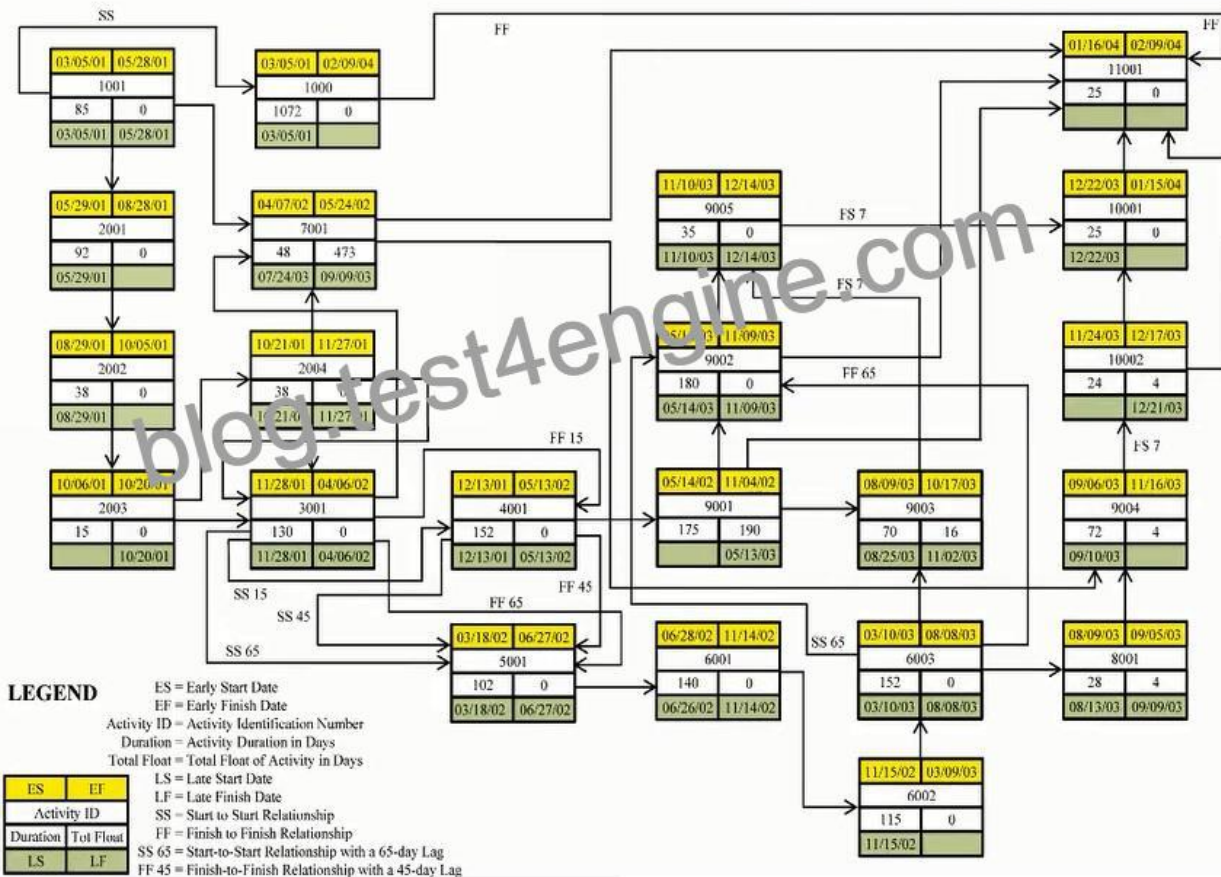 SS
FF
FF
03/05/01 05/28/01
1001
85 0
03/05/01 05/28/01
03/05/01 02/09/04
1000
1072 0
03/05/01
01/16/04 02/09/04
11001
25 0
05/29/01 08/28/01
2001
92 0
05/29/01
04/07/02 05/24/02
7001
48 473
07/24/03 09/09/03
11/10/03 12/14/03
9005
35 0
11/10/03 12/14/03
FS 7
12/22/03 01/15/04
10001
25 0
12/22/03
FS 7
08/29/01 10/05/01
2002
38 0
08/29/01
10/21/01 11/27/01
2004
38
11/27/01
11/09/03
9002
180 0
05/14/03 11/09/03
FF 65
11/24/03 12/17/03
10002
24 4
12/21/03
blog.test4engine.com
FF 15
FS 7
10/06/01 10/20/01
2003
15 0
10/20/01
11/28/01 04/06/02
3001
130 0
11/28/01 04/06/02
12/13/01 05/13/02
4001
152 0
12/13/01 05/13/02
05/14/02 11/04/02
9001
175 190
05/13/03
08/09/03 10/17/03
9003
70 16
08/25/03 11/02/03
09/06/03 11/16/03
9004
72 4
09/10/03
SS 15
SS 45
FF 65
FF 45
SS 65
SS 65
03/18/02 06/27/02
5001
102 0
03/18/02 06/27/02
06/28/02 11/14/02
6001
140 0
06/26/02 11/14/02
03/10/03 08/08/03
6003
152 0
03/10/03 08/08/03
08/09/03 09/05/03
8001
28 4
08/13/03 09/09/03
11/15/02 03/09/03
6002
115 0
11/15/02
LEGEND
ES = Early Start Date
EF = Early Finish Date
Activity ID = Activity Identification Number
Duration = Activity Duration in Days
Total Float = Total Float of Activity in Days
LS = Late Start Date
LF = Late Finish Date
SS = Start to Start Relationship
FF = Finish to Finish Relationship
SS 65 = Start-to-Start Relationship with a 65-day Lag
FF 45 = Finish-to-Finish Relationship with a 45-day Lag
ES EF
Activity ID
Duration Tot Float
LS LF